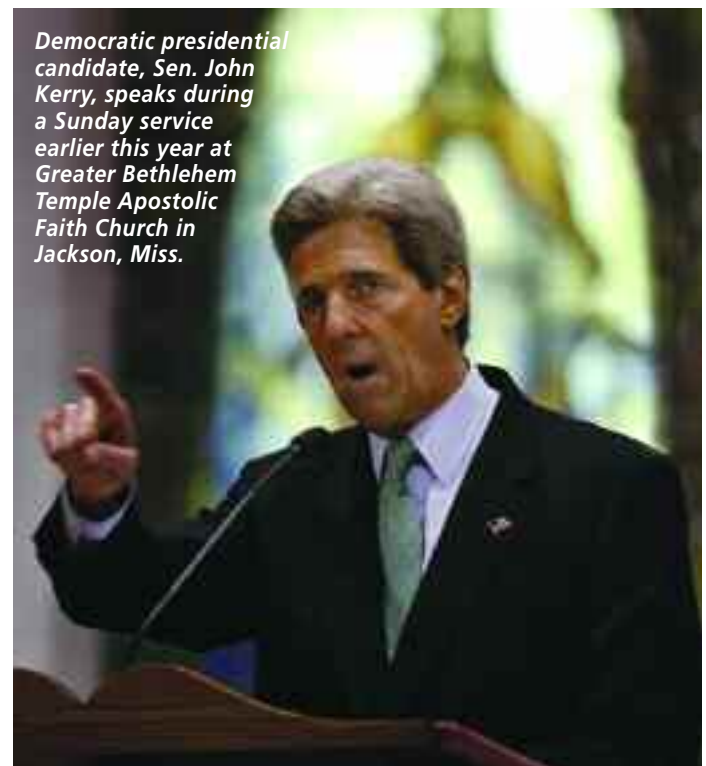 Democratic presidential
candidate, Sen. John
Kerry, speaks during
a Sunday service
earlier this year at
Greater Bethlehem
Temple Apostolic
Faith Church in
Jackson, Miss.